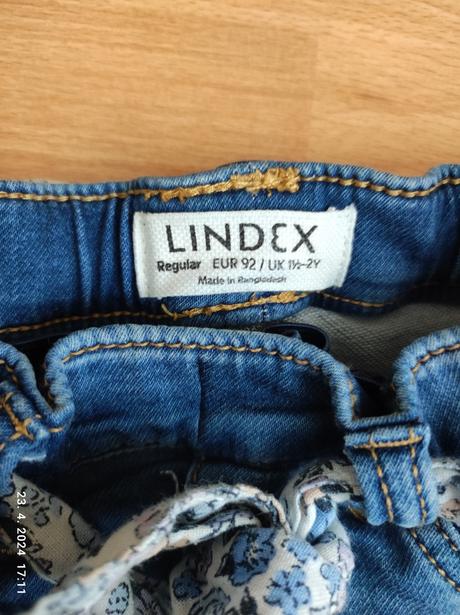 LINDEX
Regular EUR 92 / UK 1½-2Y
Made in Bangladesh
23. 4. 2024 17:11